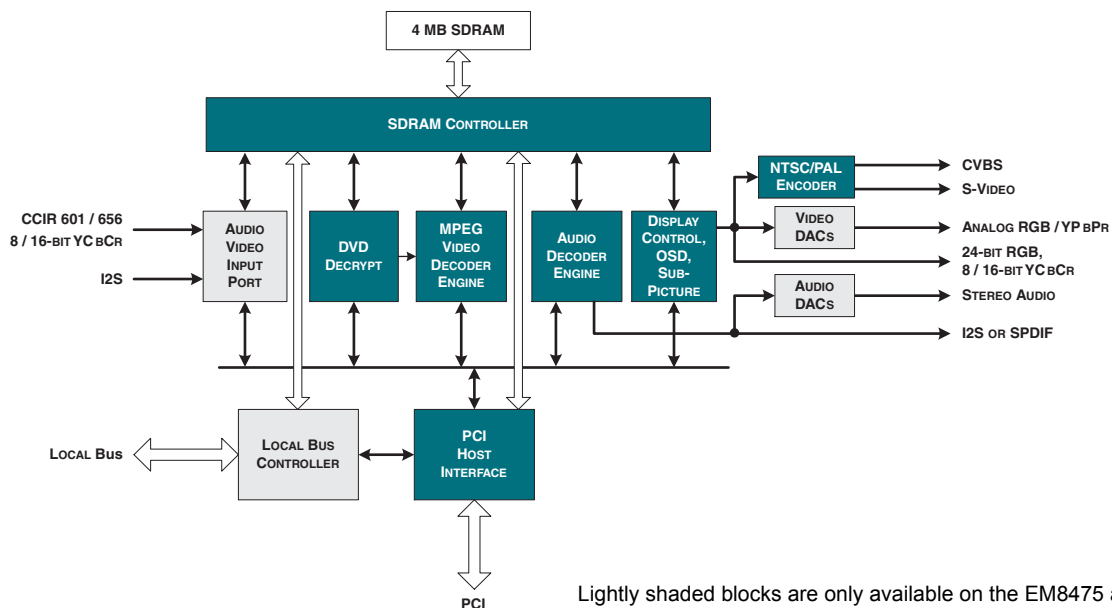 4 MB SDRAM
SDRAM CONTROLLER
NTSC/PAL
ENCODER
CVBS
S-VIDEO
CCIR 601 / 656
8 / 16-BIT YCBCR
I2S
AUDIO
VIDEO
INPUT
PORT
DVD
DECRYPT
MPEG
VIDEO
DECODER
ENGINE
AUDIO
DECODER
ENGINE
DISPLAY
CONTROL,
OSD,
SUB-
PICTURE
VIDEO
DACS
ANALOG RGB / YPBPR
24-BIT RGB,
8 / 16-BIT YCBCR
AUDIO
DACS
STEREO AUDIO
I2S OR SPDIF
LOCAL BUS
LOCAL BUS
CONTROLLER
PCI
HOST
INTERFACE
PCI
Lightly shaded blocks are only available on the EM8475 a